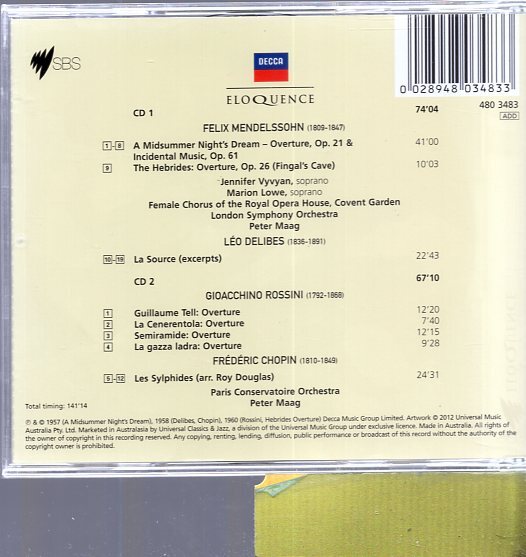 SBS
DECCA
ELOQUENCE
0 028948 034833
480 3483
ADD
CD 1 74'04
FELIX MENDELSSOHN (1809-1847)
1-8 A Midsummer Night's Dream – Overture, Op. 21 & 41'00
Incidental Music, Op. 61
9 The Hebrides: Overture, Op. 26 (Fingal's Cave) 10'03
Jennifer Vyvyan, soprano
Marion Lowe, soprano
Female Chorus of the Royal Opera House, Covent Garden
London Symphony Orchestra
Peter Maag
LÉO DELIBES (1836-1891)
10-19 La Source (excerpts) 22'43
CD 2 67'10
GIOACCHINO ROSSINI (1792-1868)
1 Guillaume Tell: Overture 12'20
2 La Cenerentola: Overture 7'40
3 Semiramide: Overture 12'15
4 La gazza ladra: Overture 9'28
FRÉDÉRIC CHOPIN (1810-1849)
5-12 Les Sylphides (arr. Roy Douglas) 24'31
Paris Conservatoire Orchestra
Peter Maag
Total timing: 141'14
℗ & © 1957 (A Midsummer Night's Dream), 1958 (Delibes, Chopin), 1960 (Rossini, Hebrides Overture) Decca Music Group Limited. Artwork © 2012 Universal Music
Australia Pty. Ltd. Marketed in Australasia by Universal Classics & Jazz, a division of the Universal Music Group under exclusive licence. Made in Australia. All rights
of the owner of copyright in this recording reserved. Any copying, renting, lending, diffusion, public performance or broadcast of this record without the authority of the
copyright owner is prohibited.